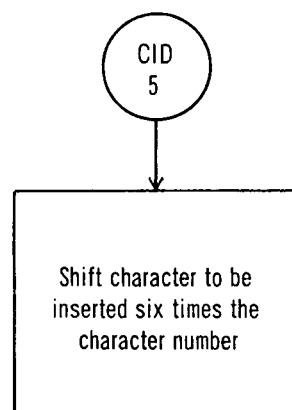 CID
5
Shift character to be
inserted six times the
character number